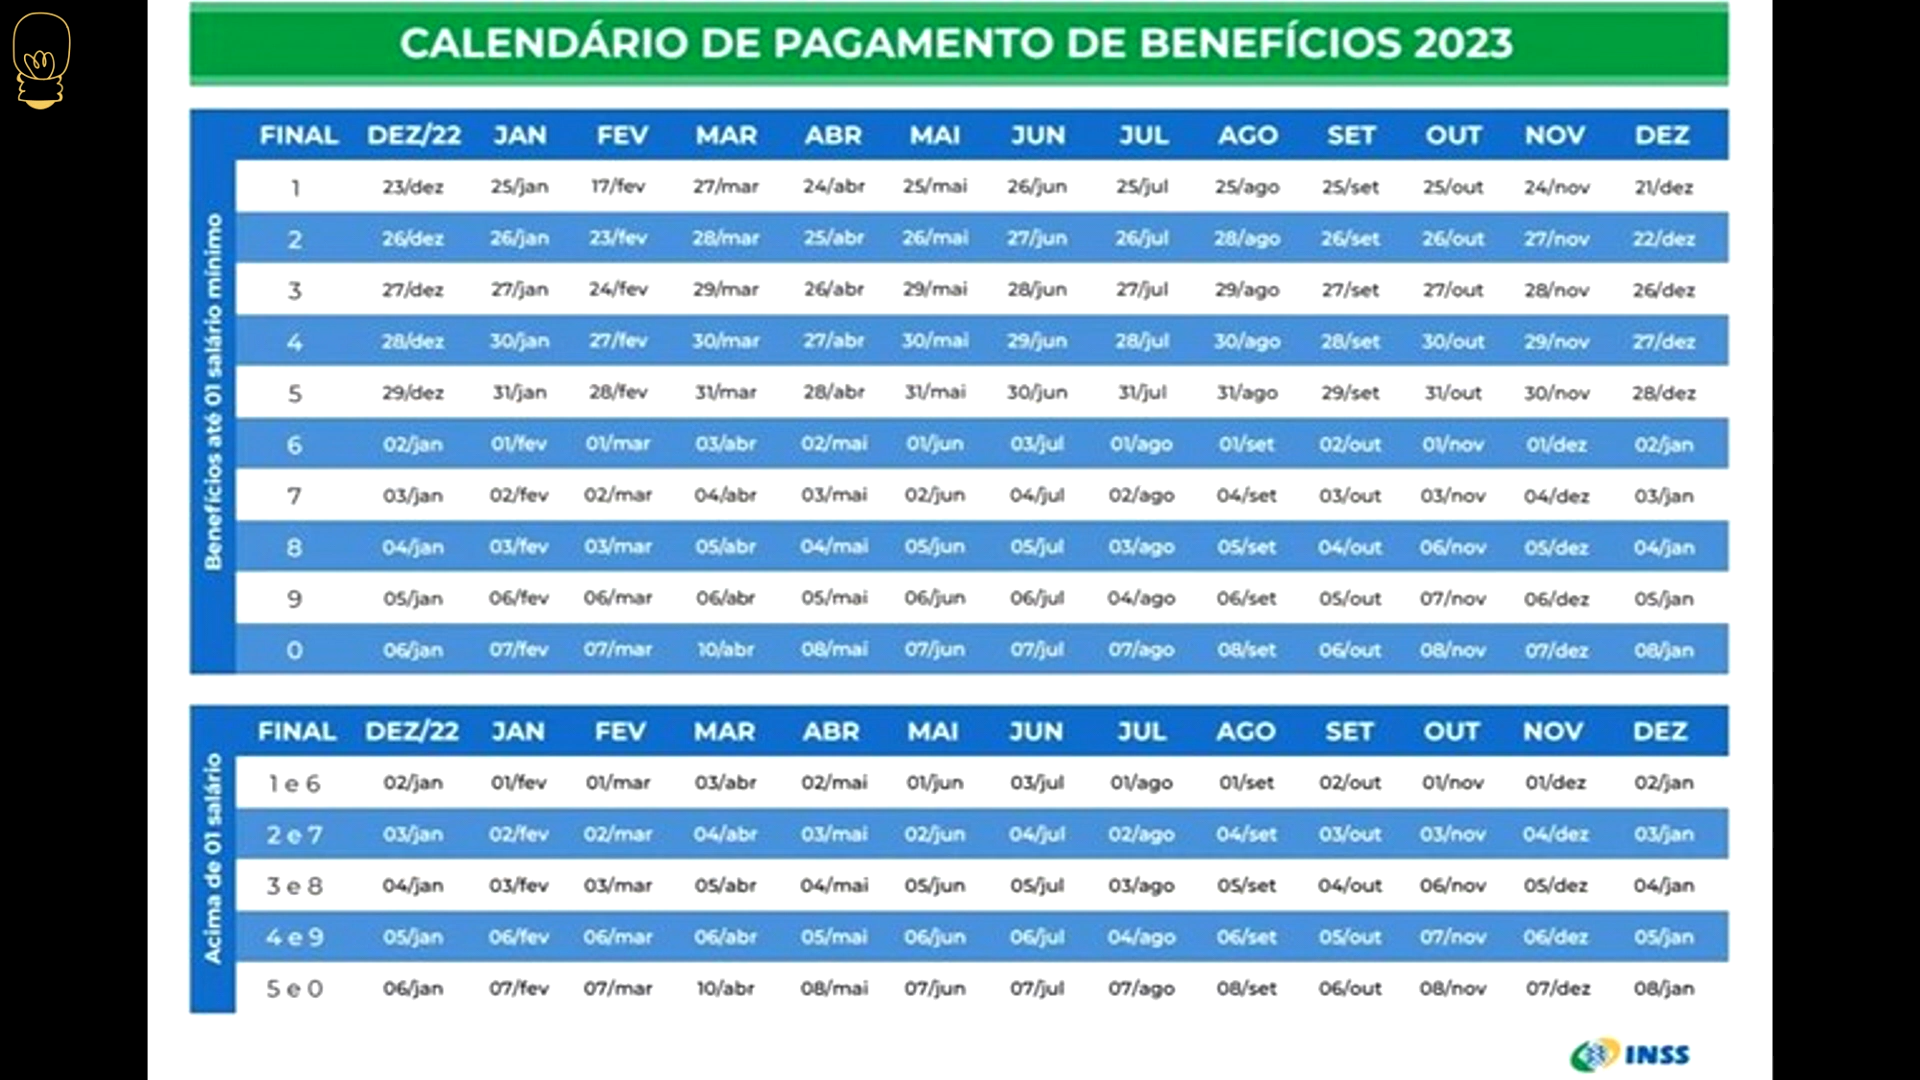 CALENDÁRIO DE PAGAMENTO DE BENEFÍCIOS 2023
Benefícios até 01 salário mínimo
FINAL DEZ/22 JAN FEV MAR ABR MAI JUN JUL AGO SET OUT NOV DEZ
1 23/dez 25/jan 17/fev 27/mar 24/abr 25/mai 26/jun 25/jul 25/ago 25/set 25/out 24/nov 21/dez
2 26/dez 26/jan 23/fev 28/mar 25/abr 26/mai 27/jun 26/jul 28/ago 26/set 26/out 27/nov 22/dez
3 27/dez 27/jan 24/fev 29/mar 26/abr 29/mai 28/jun 27/jul 29/ago 27/set 27/out 28/nov 26/dez
4 28/dez 30/jan 27/fev 30/mar 27/abr 30/mai 29/jun 28/jul 30/ago 28/set 30/out 29/nov 27/dez
5 29/dez 31/jan 28/fev 31/mar 28/abr 31/mai 30/jun 31/jul 31/ago 29/set 31/out 30/nov 28/dez
6 02/jan 01/fev 01/mar 03/abr 02/mai 01/jun 03/jul 01/ago 01/set 02/out 01/nov 01/dez 02/jan
7 03/jan 02/fev 02/mar 04/abr 03/mai 02/jun 04/jul 02/ago 04/set 03/out 03/nov 04/dez 03/jan
8 04/jan 03/fev 03/mar 05/abr 04/mai 05/jun 05/jul 03/ago 05/set 04/out 06/nov 05/dez 04/jan
9 05/jan 06/fev 06/mar 06/abr 05/mai 06/jun 06/jul 04/ago 06/set 05/out 07/nov 06/dez 05/jan
0 06/jan 07/fev 07/mar 10/abr 08/mai 07/jun 07/jul 07/ago 08/set 06/out 08/nov 07/dez 08/jan
Acima de 01 salário
FINAL DEZ/22 JAN FEV MAR ABR MAI JUN JUL AGO SET OUT NOV DEZ
1 e 6 02/jan 01/fev 01/mar 03/abr 02/mai 01/jun 03/jul 01/ago 01/set 02/out 01/nov 01/dez 02/jan
2 e 7 03/jan 02/fev 02/mar 04/abr 03/mai 02/jun 04/jul 02/ago 04/set 03/out 03/nov 04/dez 03/jan
3 e 8 04/jan 03/fev 03/mar 05/abr 04/mai 05/jun 05/jul 03/ago 05/set 04/out 06/nov 05/dez 04/jan
4 e 9 05/jan 06/fev 06/mar 06/abr 05/mai 06/jun 06/jul 04/ago 06/set 05/out 07/nov 06/dez 05/jan
5 e 0 06/jan 07/fev 07/mar 10/abr 08/mai 07/jun 07/jul 07/ago 08/set 06/out 08/nov 07/dez 08/jan
INSS